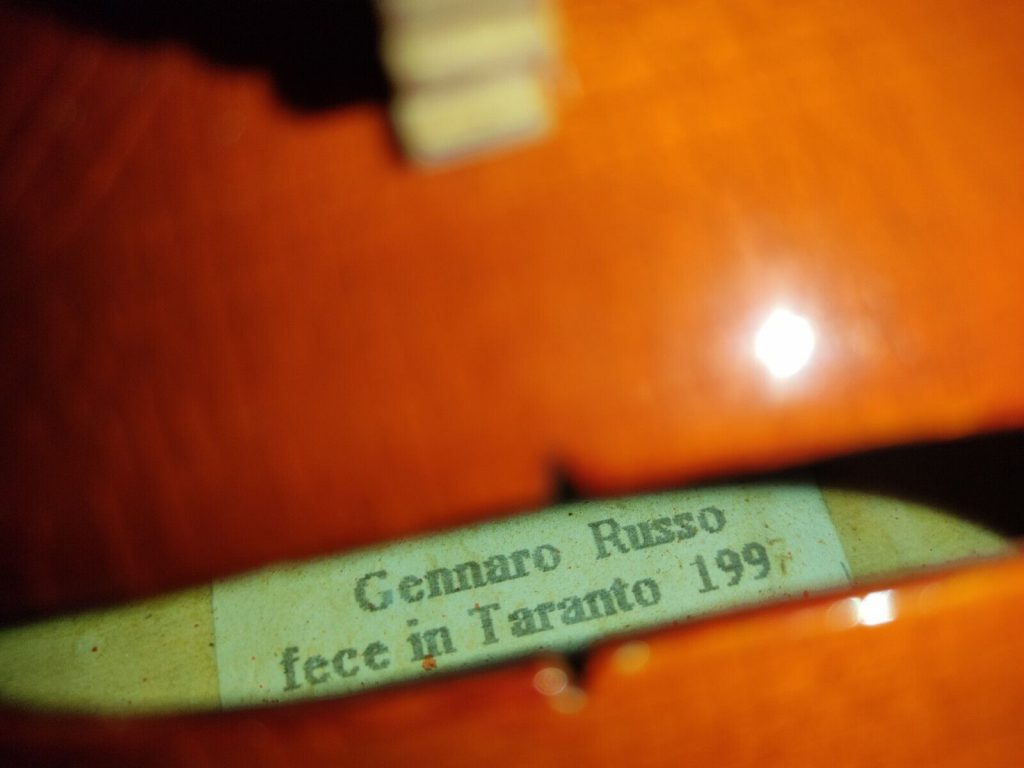 Gennaro Russo
fece in Taranto 1997